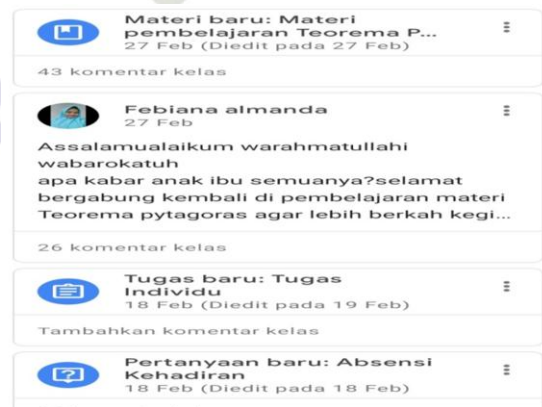 Materi baru: Materi
pembelajaran Teorema P...
27 Feb (Diedit pada 27 Feb)
43 komentar kelas
Febiana almanda
27 Feb
Assalamualaikum warahmatullahi
wabarokatuh
apa kabar anak ibu semuanya?selamat
bergabung kembali di pembelajaran materi
Teorema pytagoras agar lebih berkah kegi...
26 komentar kelas
Tugas baru: Tugas
Individu
18 Feb (Diedit pada 19 Feb)
Tambahkan komentar kelas
Pertanyaan baru: Absensi
Kehadiran
18 Feb (Diedit pada 18 Feb)